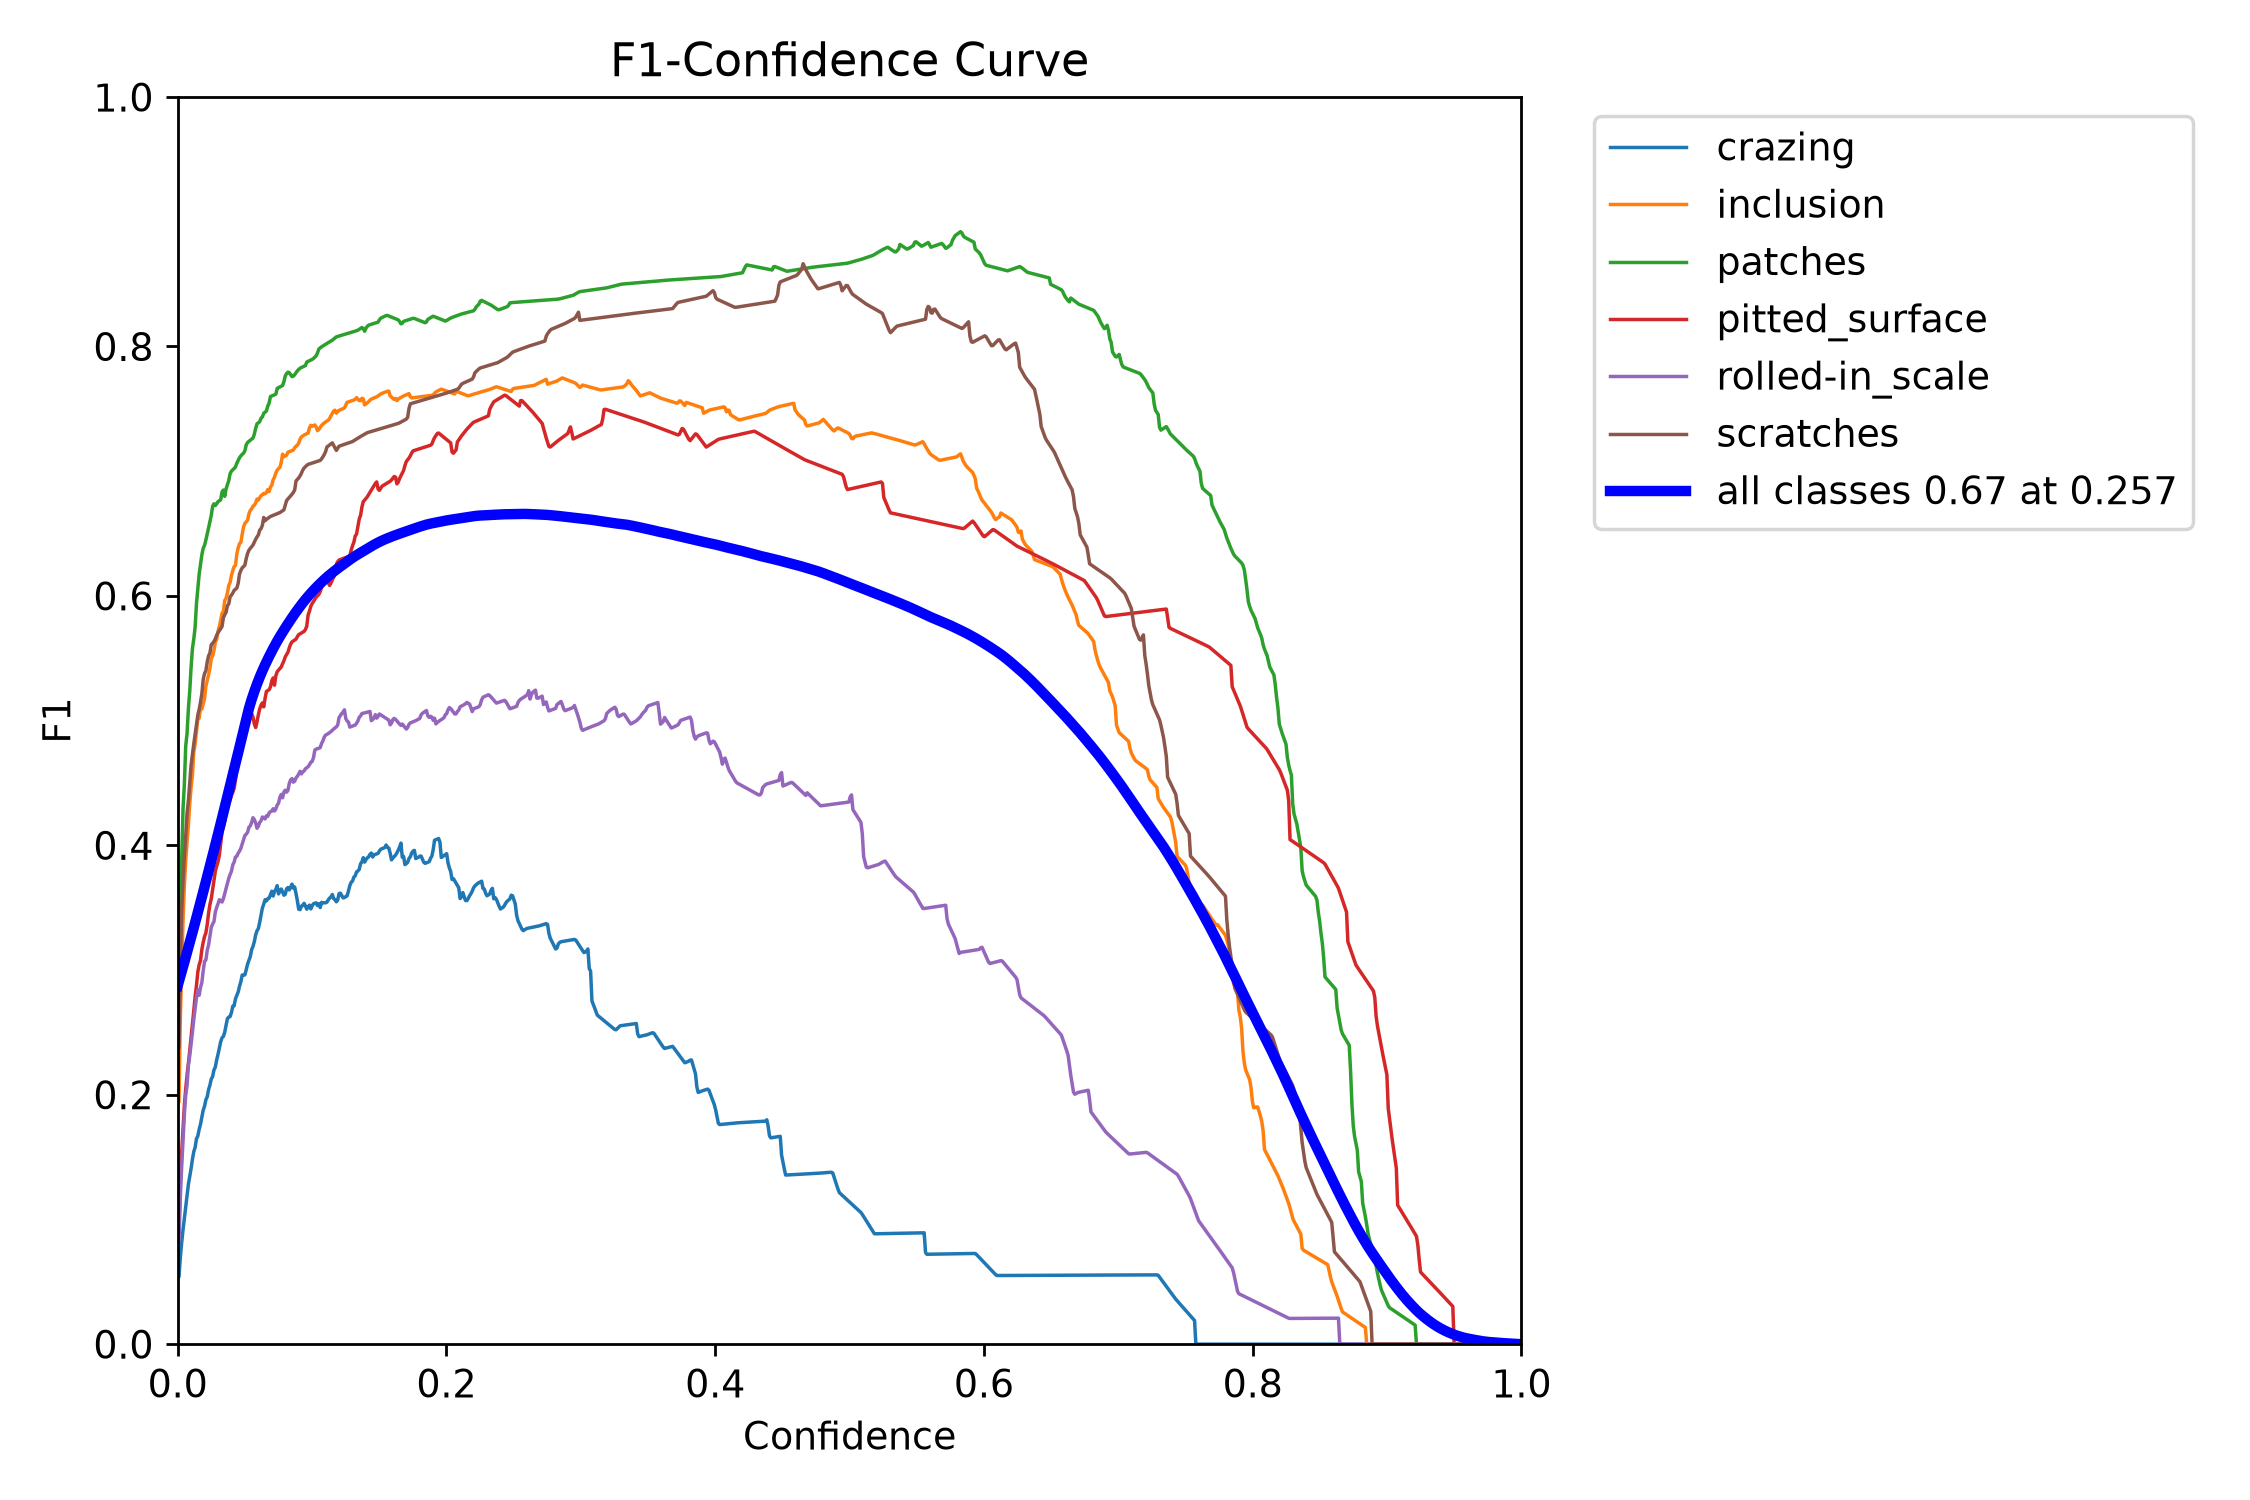 F1-Confidence Curve
1.0
0.8
0.6
0.4
0.2
0.0
F1
0.0 0.2 0.4 0.6 0.8 1.0
Confidence
crazing
inclusion
patches
pitted_surface
rolled-in_scale
scratches
all classes 0.67 at 0.257